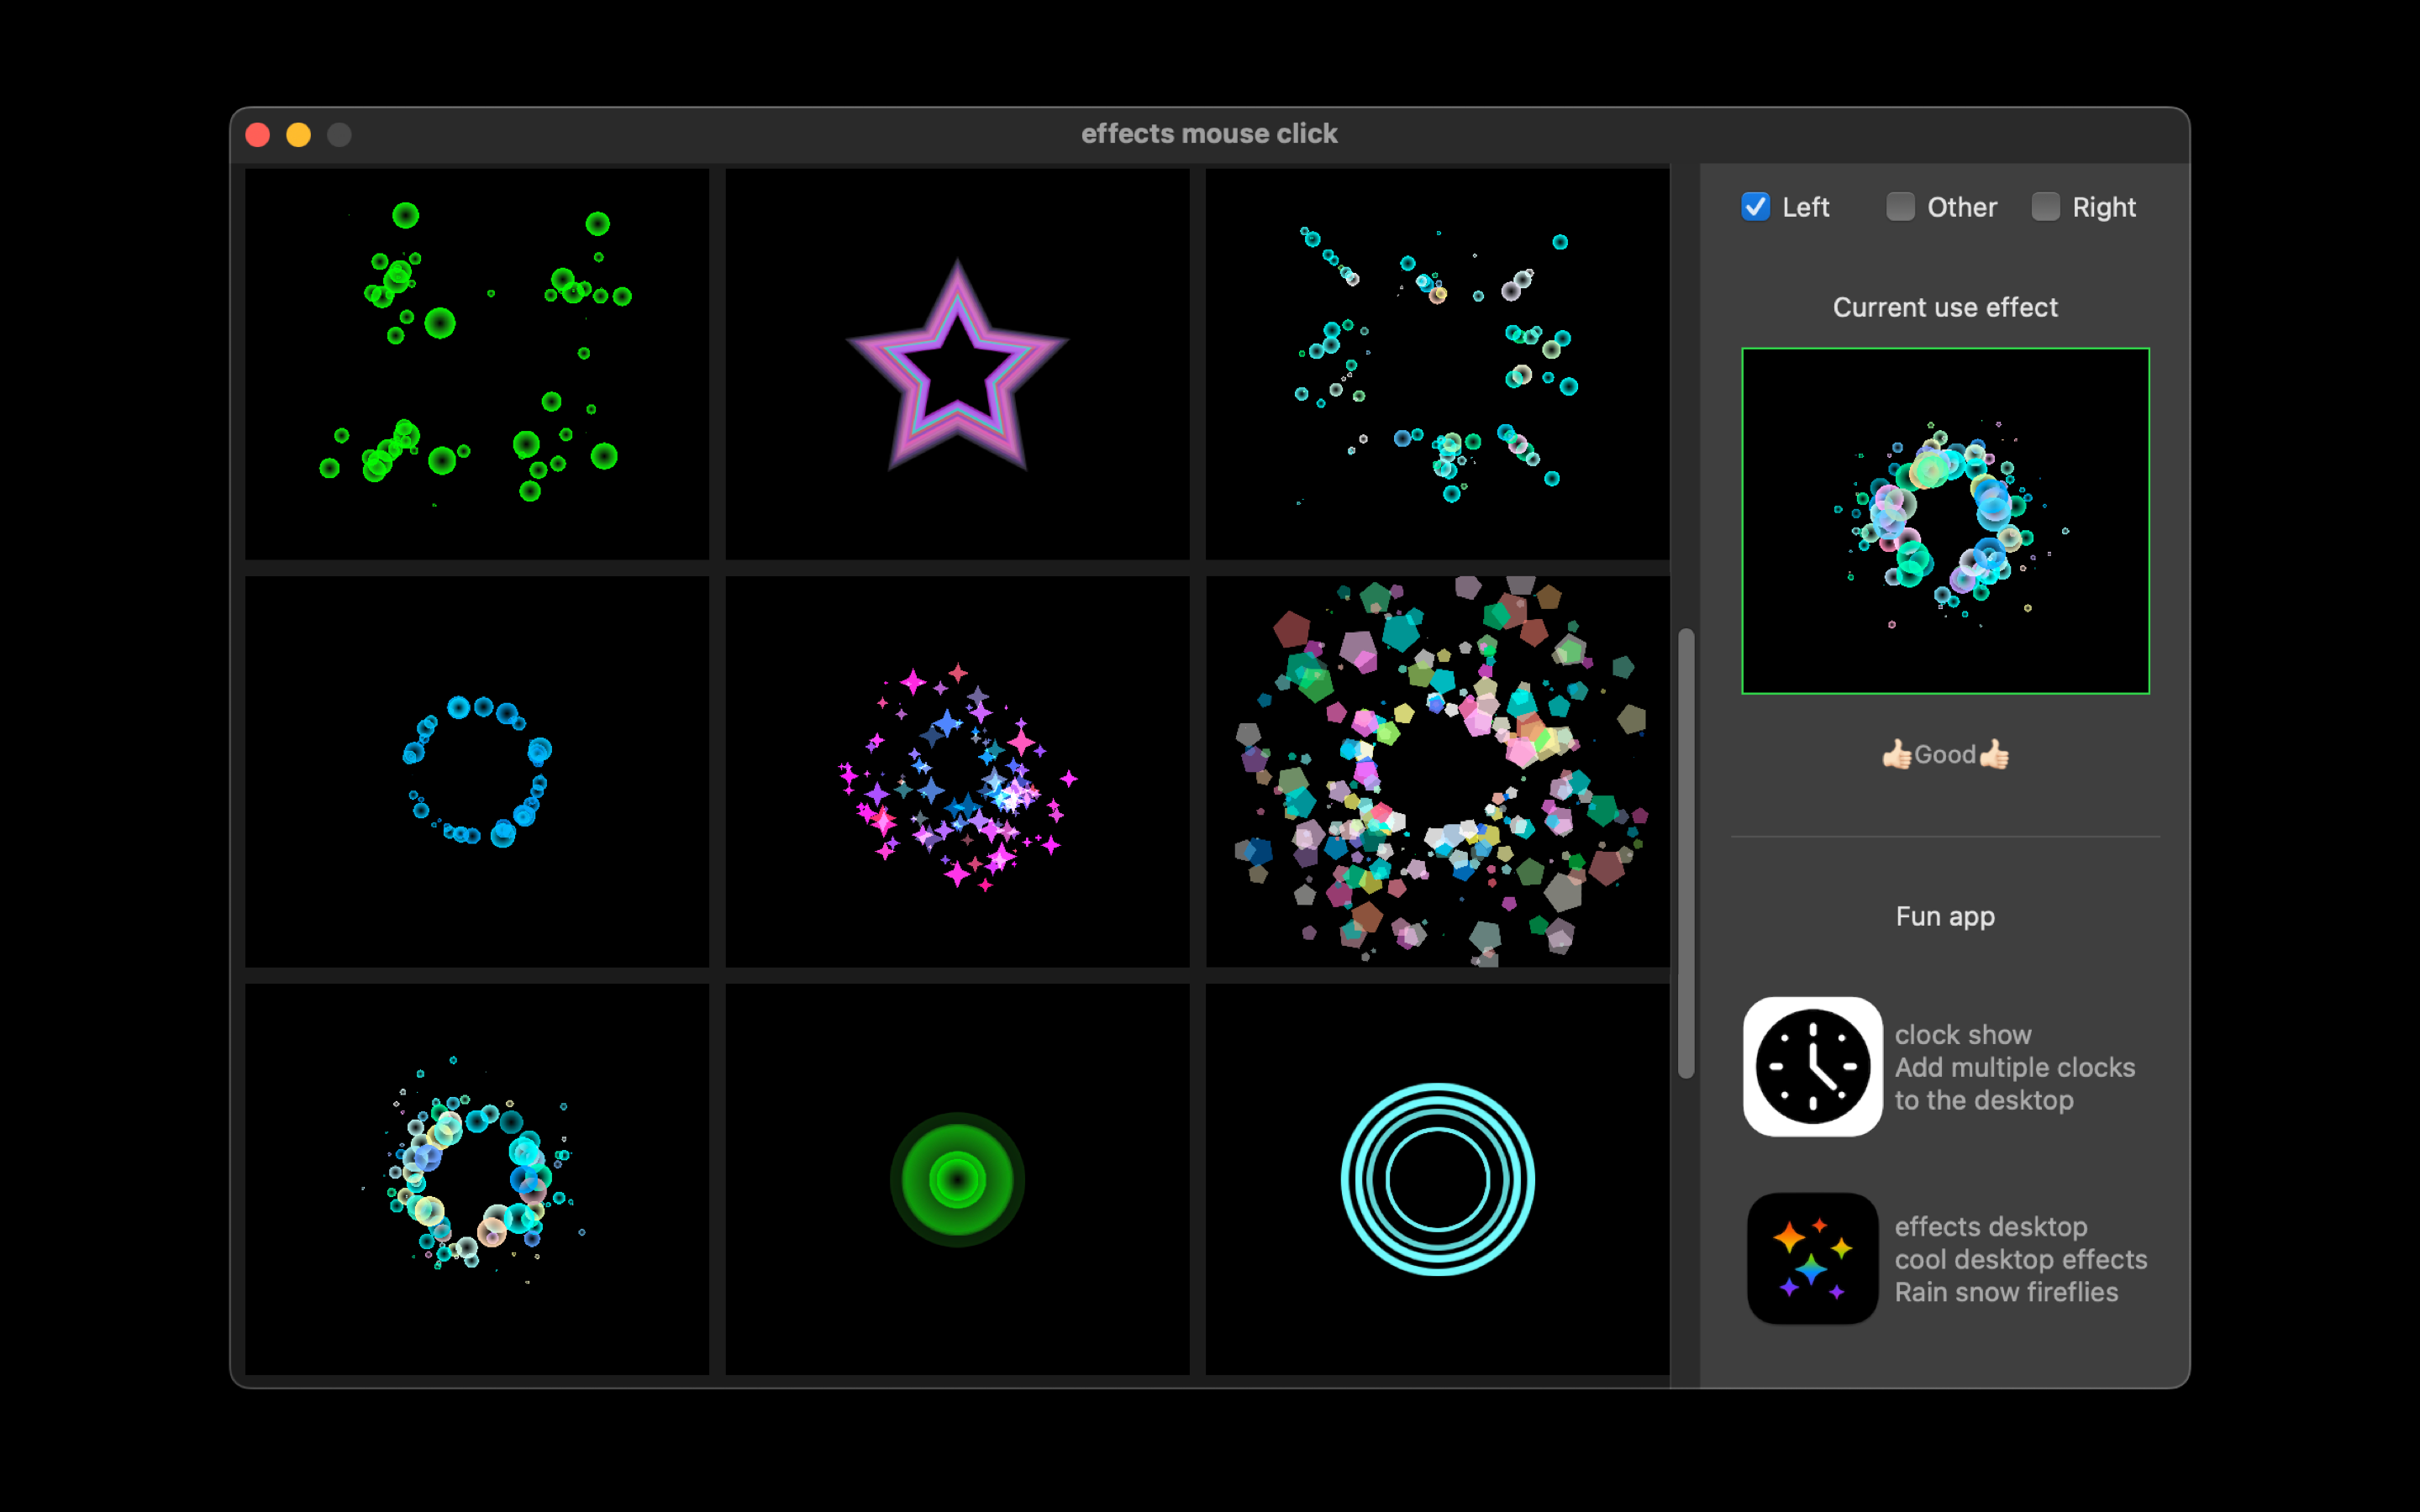 effects mouse click
Left
Other
Right
Current use effect
👍🏻Good👍🏻
Fun app
clock show
Add multiple clocks
to the desktop
effects desktop
cool desktop effects
Rain snow fireflies